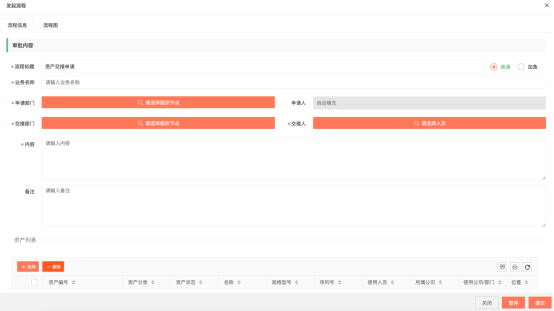 发起流程
流程信息 流程图
审批内容
流程标题 资产交接申请 普通 加急
业务名称 请输入业务名称
申请部门 请选择组织节点 申请人 自动填充
交接部门 请选择组织节点 交接人 请选择人员
内容 请输入内容
备注 请输入备注
资产列表
+ 选择 - 删除
资产编号 资产分类 资产状态 名称 规格型号 序列号 使用人员 所属公司 使用公司/部门 位置
关闭 暂存 提交